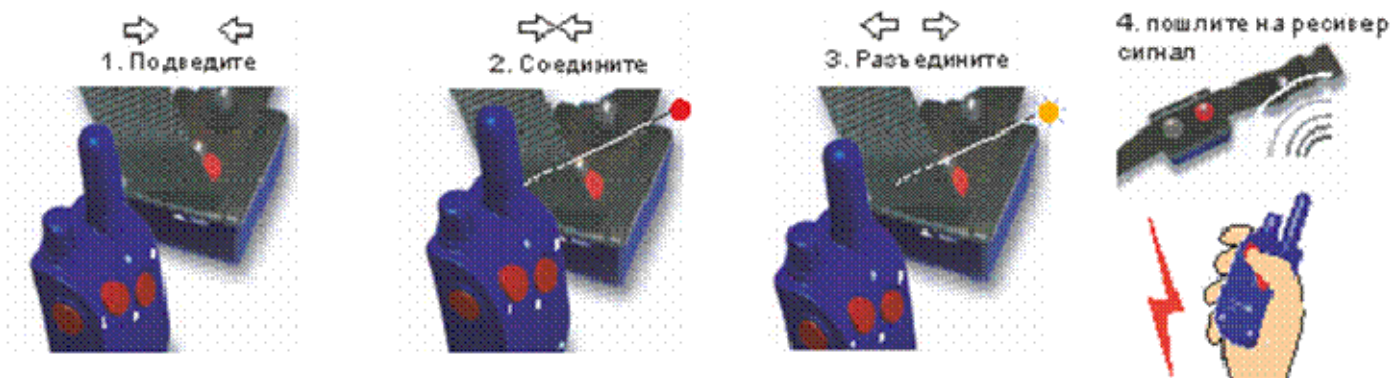 1. Подведите
2. Соедините
3. Разъедините
4. пошлите на ресивер
сигнал